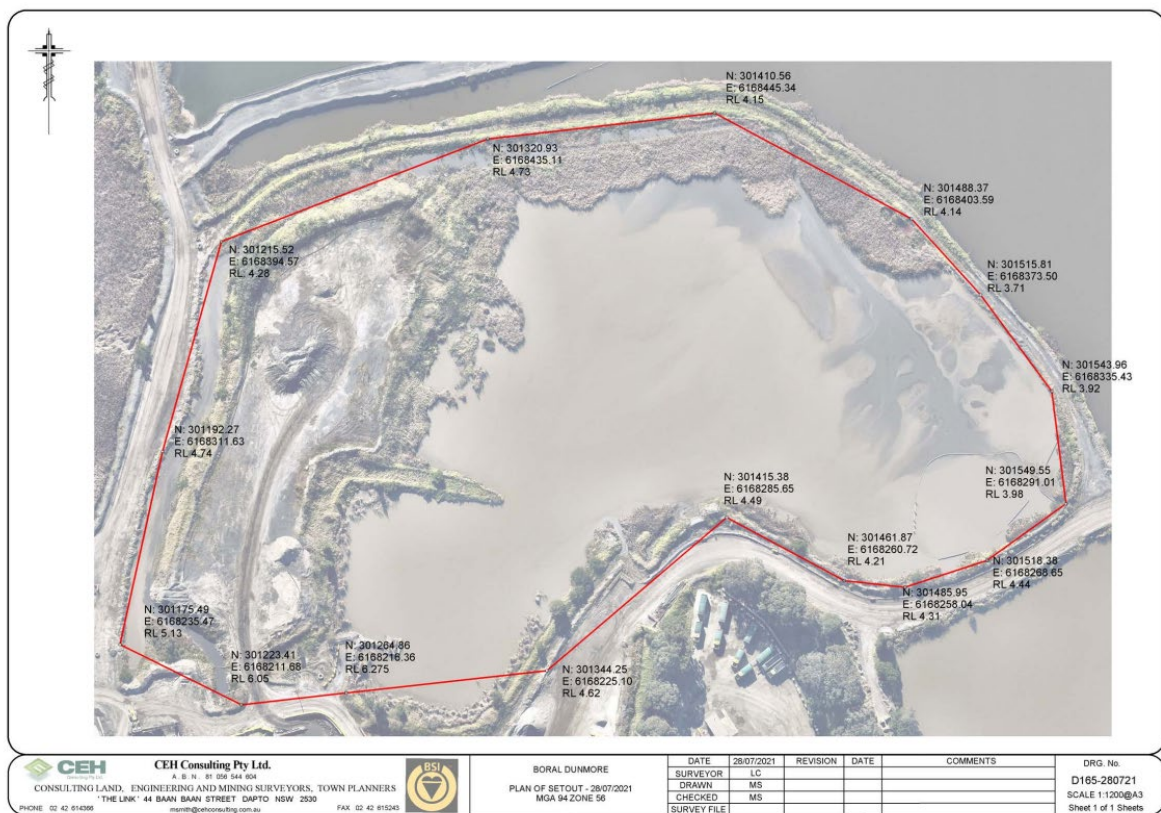 N: 301410.56
E: 6168445.34
RL 4.15
N: 301320.93
E: 6168435.11
RL 4.73
N: 301488.37
E: 6168403.59
RL 4.14
N: 301215.52
E: 6168394.57
RL: 4.28
N: 301515.81
E: 6168373.50
RL 3.71
N: 301543.96
E: 6168335.43
RL 3.92
N: 301192.27
E: 6168311.63
RL 4.74
N: 301549.55
E: 6168291.01
RL 3.98
N: 301415.38
E: 6168285.65
RL 4.49
N: 301461.87
E: 6168260.72
RL 4.21
N: 301518.38
E: 6168268.65
RL 4.44
N: 301485.95
E: 6168258.04
RL 4.31
N: 301175.49
E: 6168235.47
RL 5.13
N: 301223.41
E: 6168211.68
RL 6.05
N: 301264.86
E: 6168216.36
RL 6.275
N: 301344.25
E: 6168225.10
RL 4.62
CEH
CEH Consulting Pty Ltd.
A . B . N . 81 056 544 604
CONSULTING LAND, ENGINEERING AND MINING SURVEYORS, TOWN PLANNERS
' THE LINK ' 44 BAAN BAAN STREET DAPTO NSW 2530
PHONE 02 42 614366
msmith@cehconsulting.com.au
FAX 02 42 615243
BSI
BORAL DUNMORE
PLAN OF SETOUT - 28/07/2021
MGA 94 ZONE 56
DATE 28/07/2021 REVISION DATE COMMENTS
SURVEYOR LC
DRAWN MS
CHECKED MS
SURVEY FILE
DRG. No.
D165-280721
SCALE 1:1200@A3
Sheet 1 of 1 Sheets